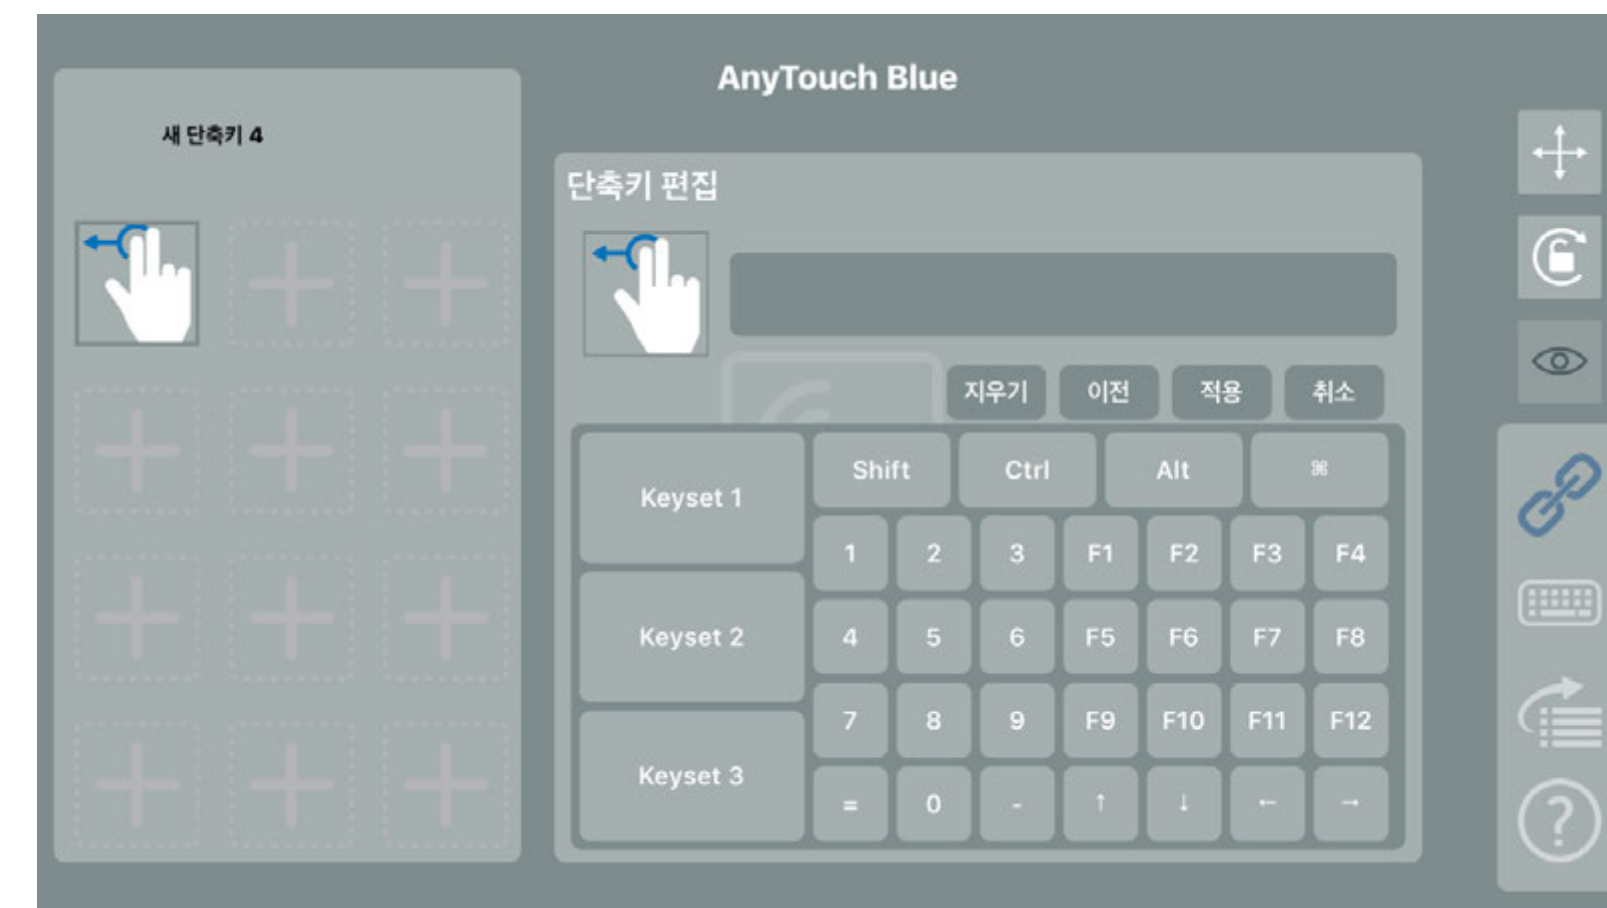 AnyTouch Blue
새 단축키 4
단축키 편집
지우기 이전 적용 취소
Keyset 1
Keyset 2
Keyset 3
Shift Ctrl Alt ⌘
1 2 3 F1 F2 F3 F4
4 5 6 F5 F6 F7 F8
7 8 9 F9 F10 F11 F12
= 0 - ↑ ↓ ← →
?